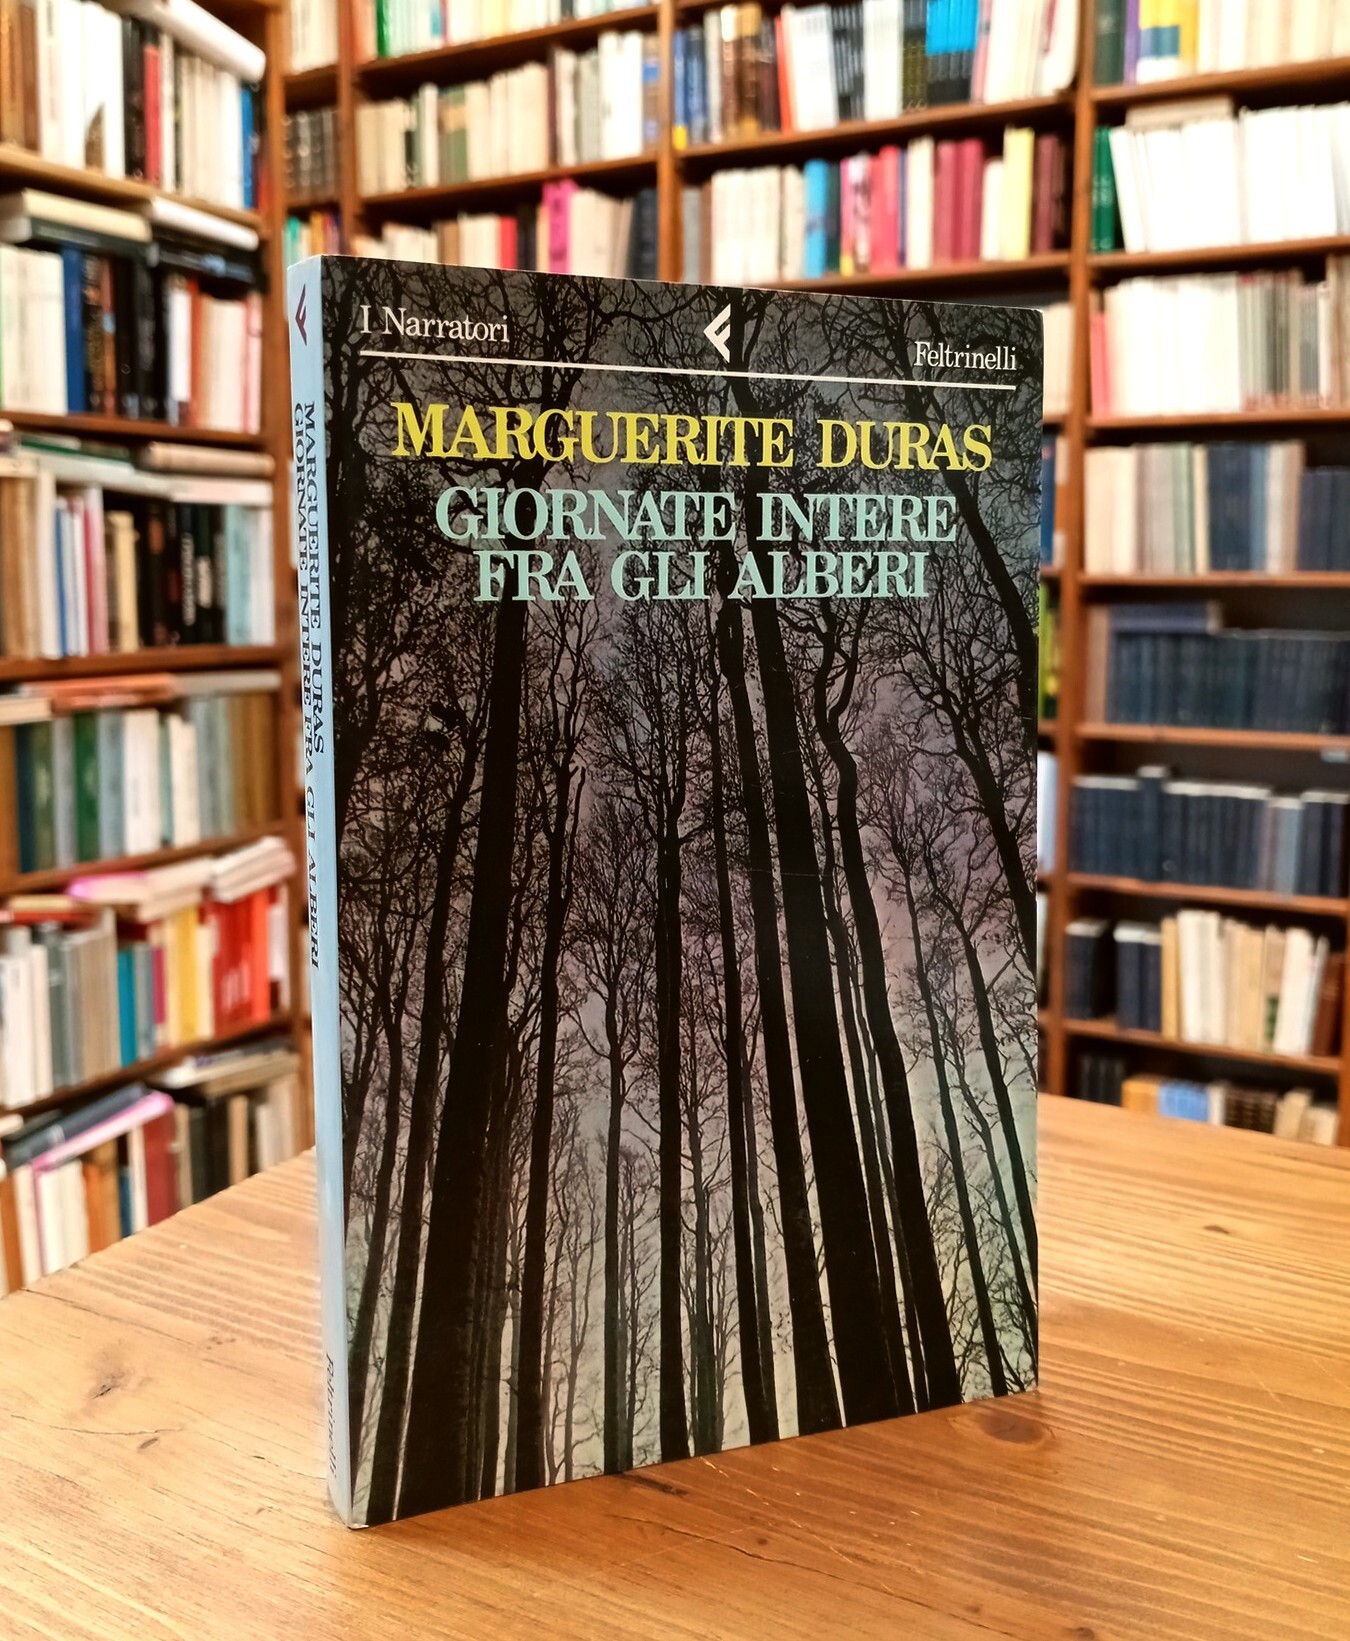 I Narratori
Feltrinelli
MARGUERITE DURAS
GIORNATE INTERE
FRA GLI ALBERI
MARGUERITE DURAS
GIORNATE INTERE FRA GLI ALBERI
Feltrinelli